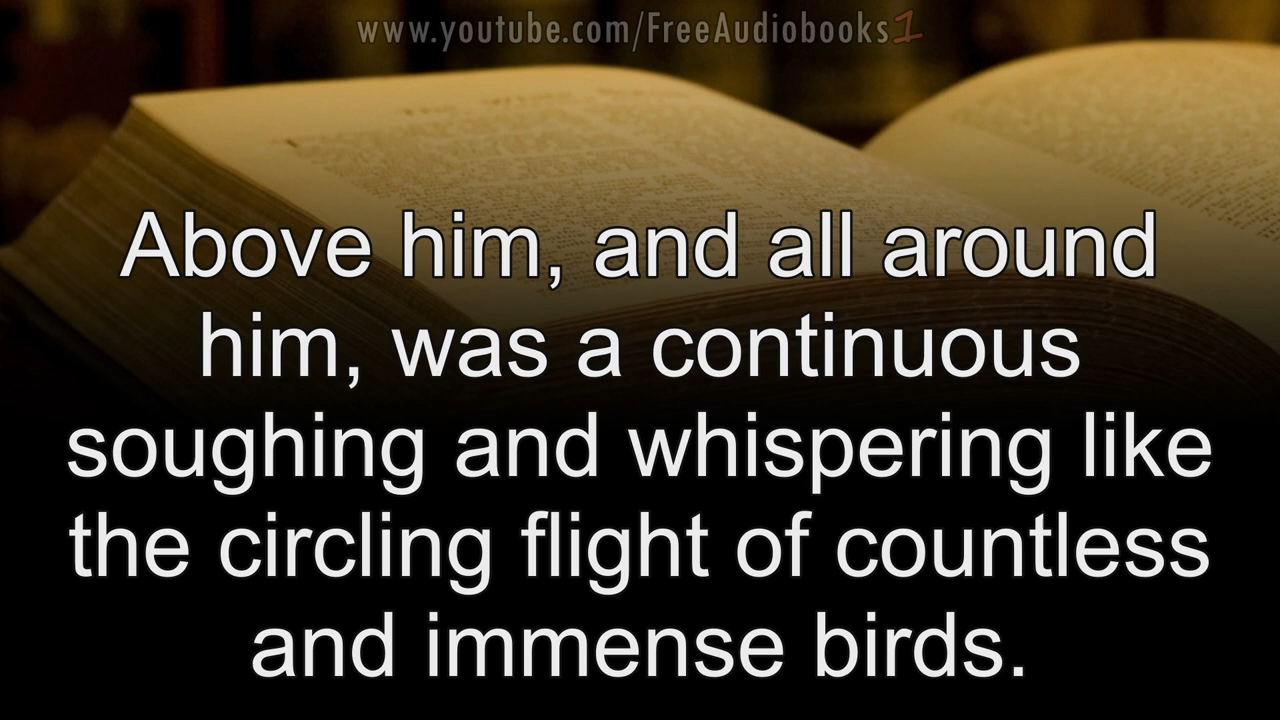 www.youtube.com/FreeAudiobooks1
Above him, and all around
him, was a continuous
soughing and whispering like
the circling flight of countless
and immense birds.